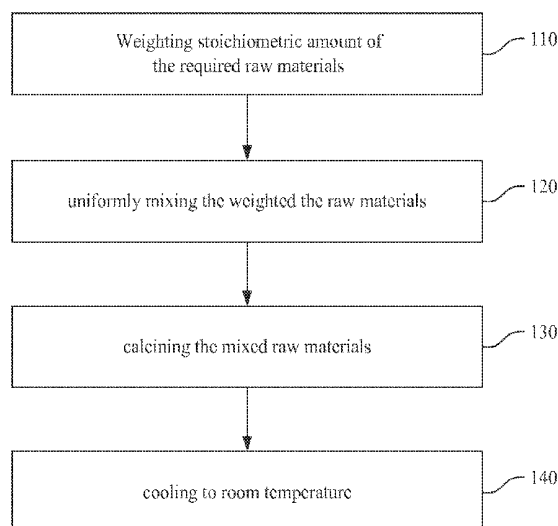 Weighting stoichiometric amount of
the required raw materials
110
uniformly mixing the weighted the raw materials
120
calcining the mixed raw materials
130
cooling to room temperature
140